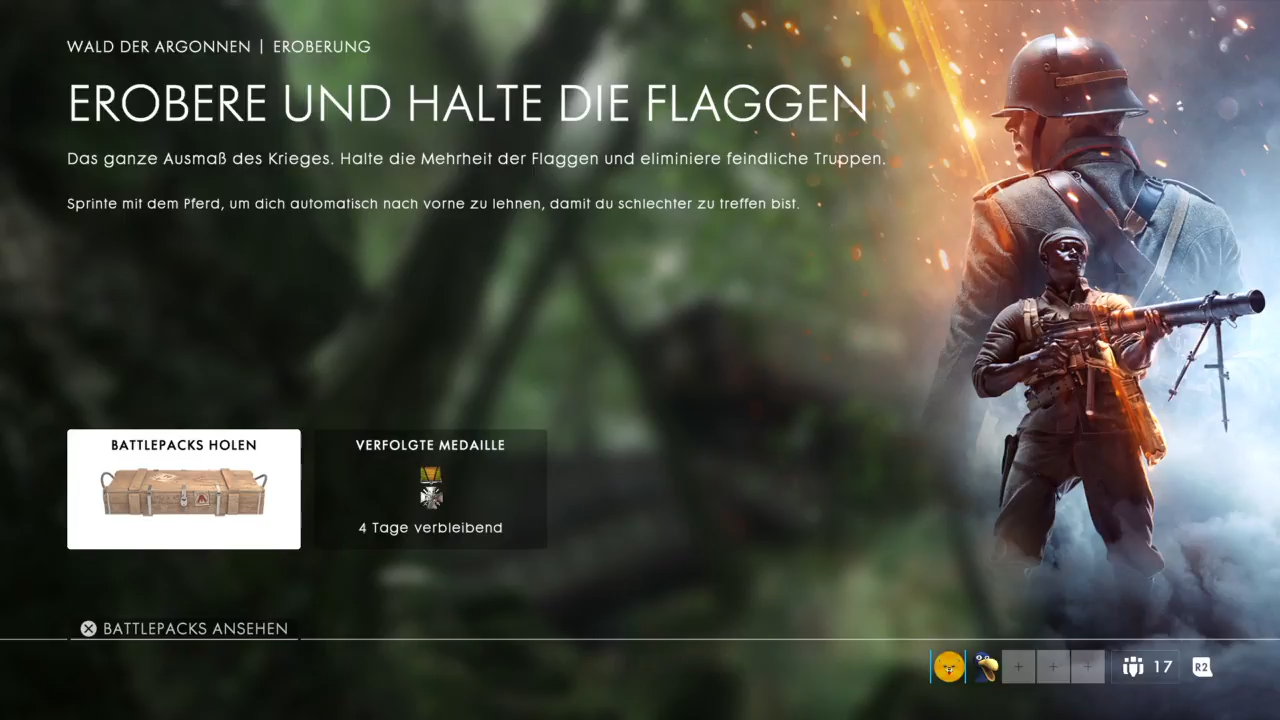 WALD DER ARGONNEN | EROBERUNG
EROBERE UND HALTE DIE FLAGGEN
Das ganze Ausmaß des Krieges. Halte die Mehrheit der Flaggen und eliminiere feindliche Truppen.
Sprinte mit dem Pferd, um dich automatisch nach vorne zu lehnen, damit du schlechter zu treffen bist.
BATTLEPACKS HOLEN
VERFOLGTE MEDAILLE
4 Tage verbleibend
BATTLEPACKS ANSEHEN
17
R2